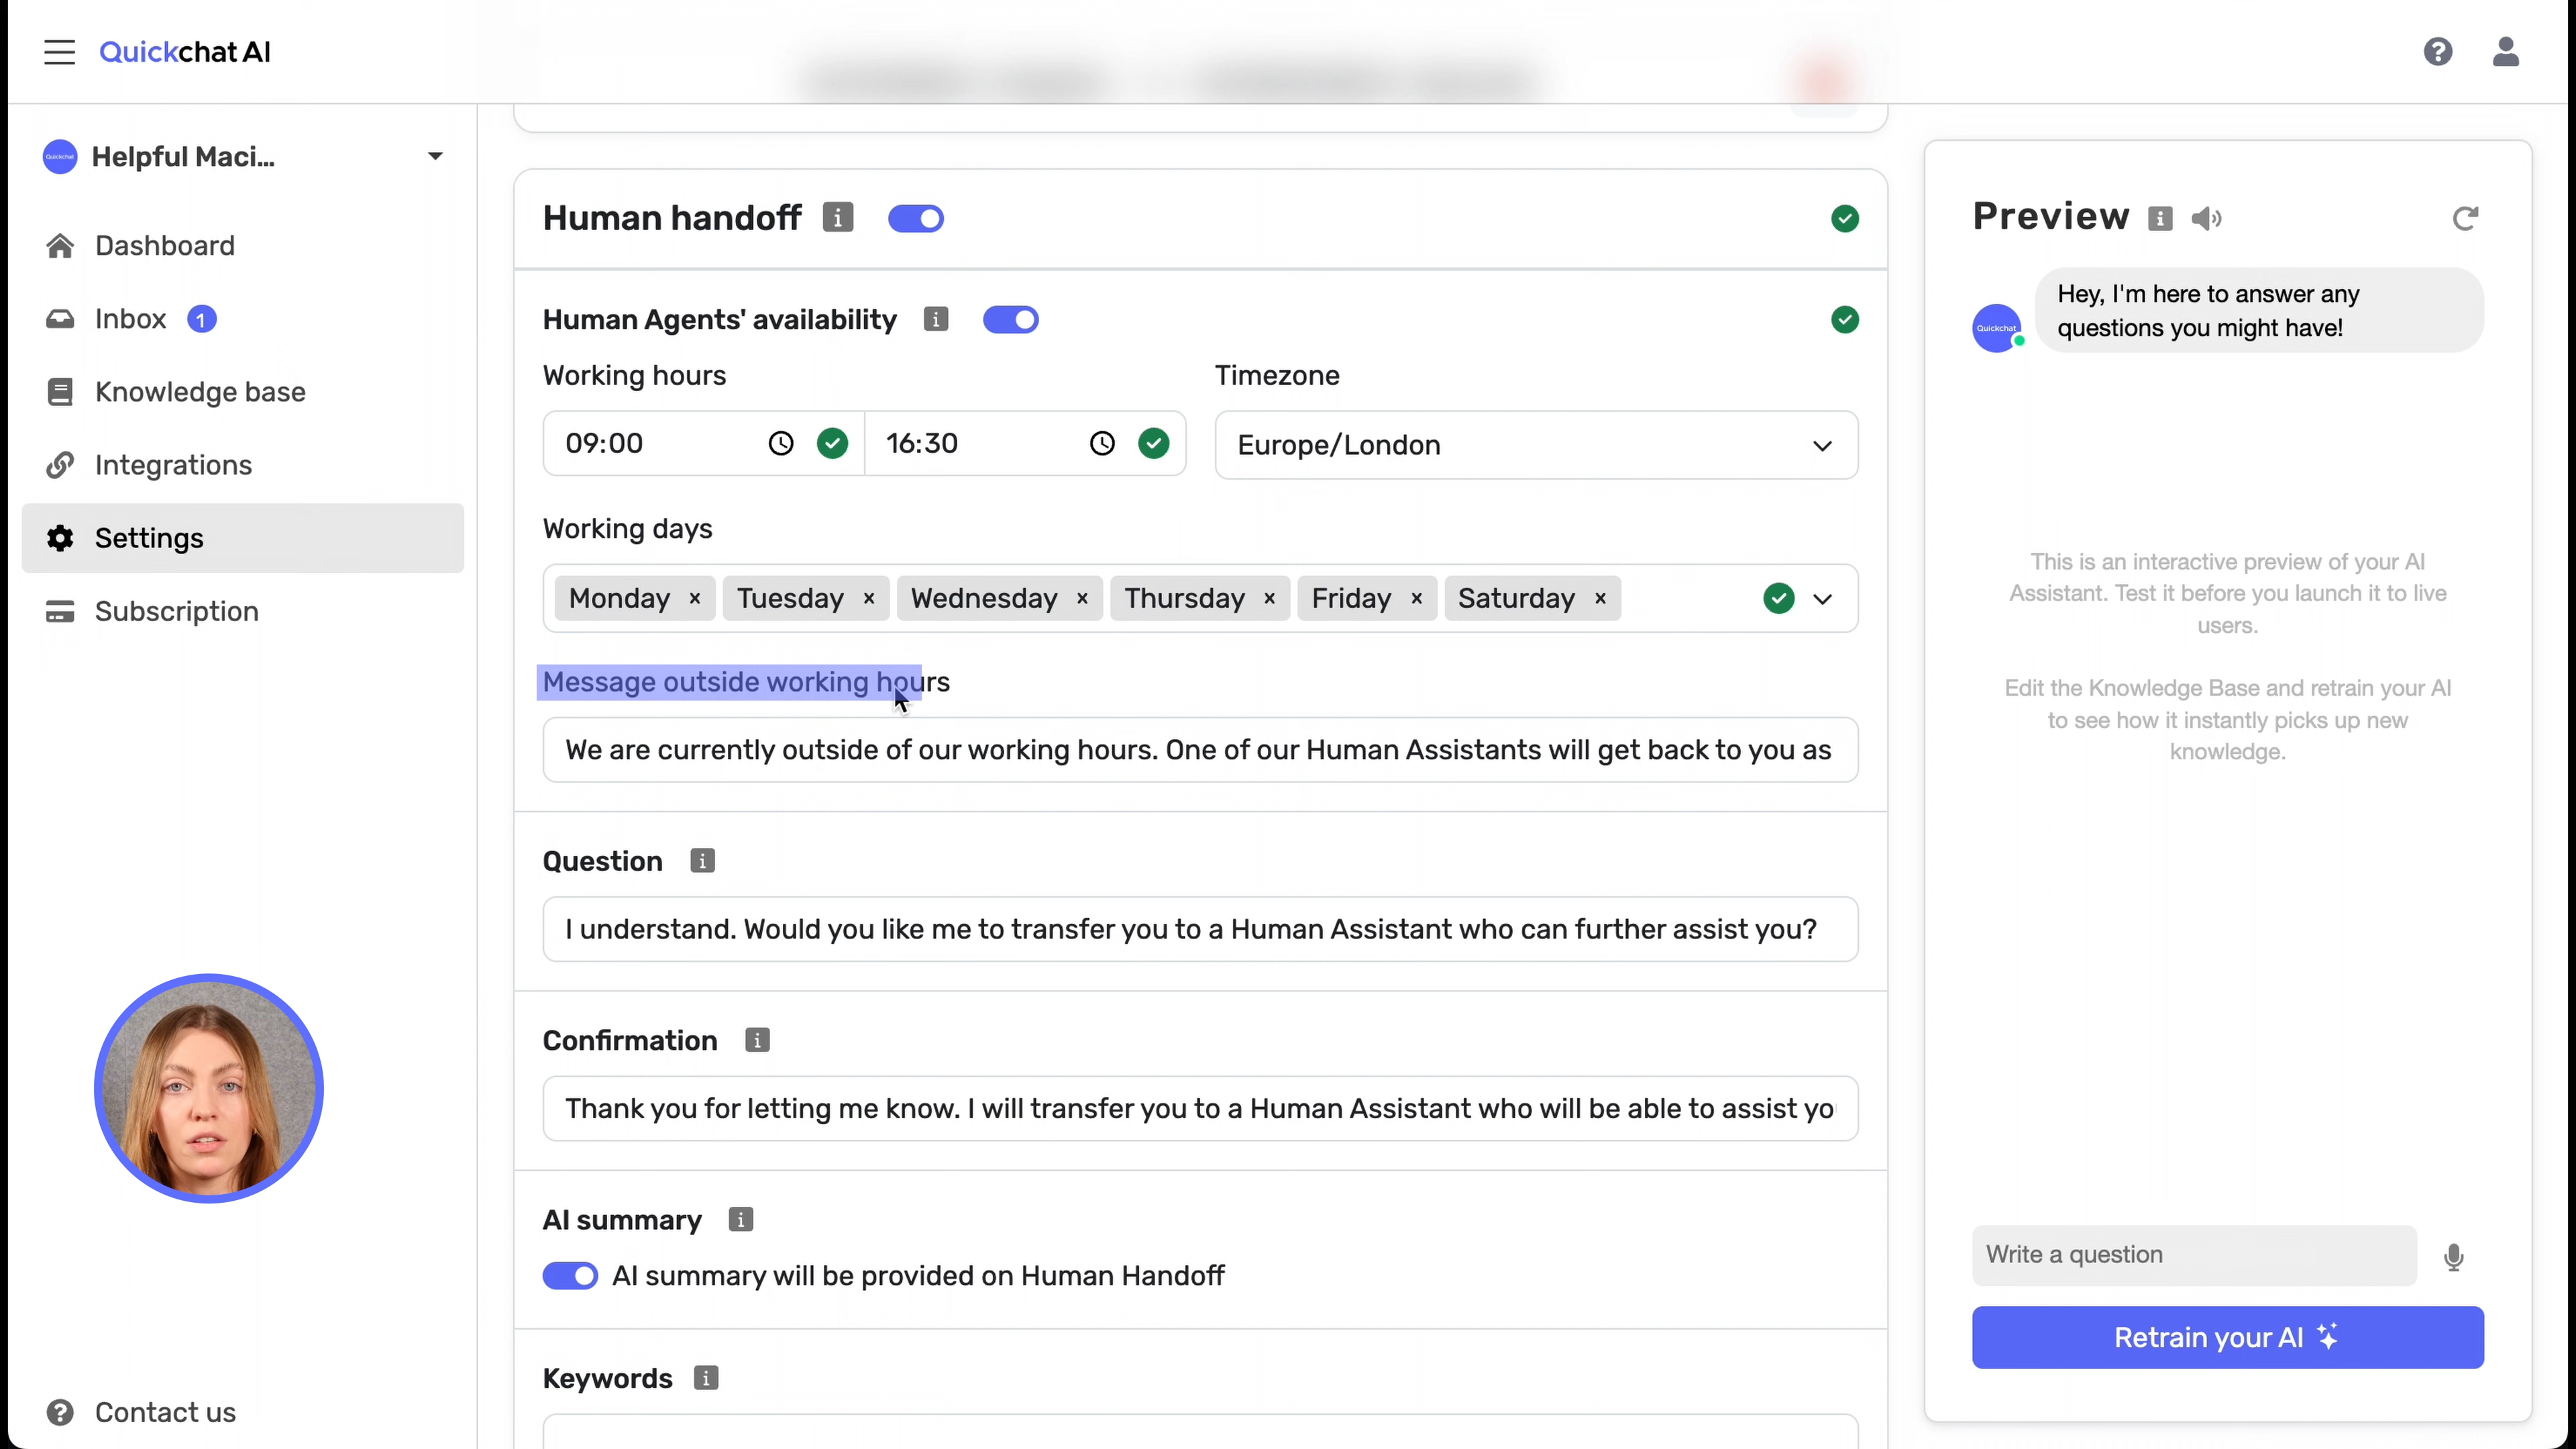 Quickchat AI
Helpful Maci...
Dashboard
Inbox 1
Knowledge base
Integrations
Settings
Subscription
Contact us
Human handoff
Human Agents' availability
Working hours
Timezone
09:00
16:30
Europe/London
Working days
Monday × Tuesday × Wednesday × Thursday × Friday × Saturday ×
Message outside working hours
We are currently outside of our working hours. One of our Human Assistants will get back to you as
Question
I understand. Would you like me to transfer you to a Human Assistant who can further assist you?
Confirmation
Thank you for letting me know. I will transfer you to a Human Assistant who will be able to assist yo
AI summary
AI summary will be provided on Human Handoff
Keywords
Preview
Quickchat
Hey, I'm here to answer any
questions you might have!
This is an interactive preview of your AI
Assistant. Test it before you launch it to live
users.
Edit the Knowledge Base and retrain your AI
to see how it instantly picks up new
knowledge.
Write a question
Retrain your AI